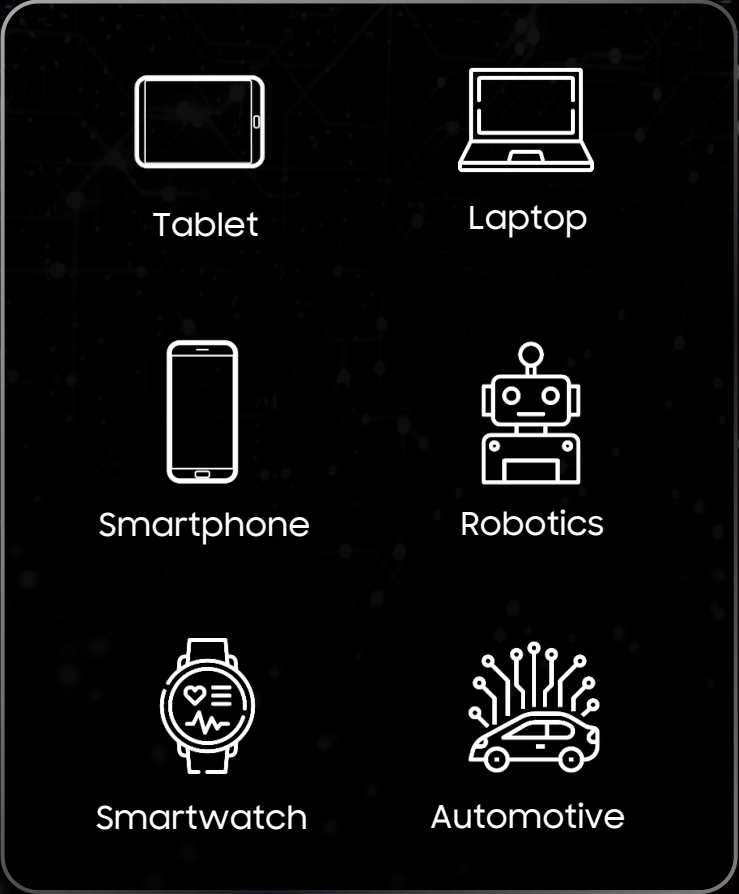 Tablet
Laptop
Smartphone
Robotics
Smartwatch
Automotive